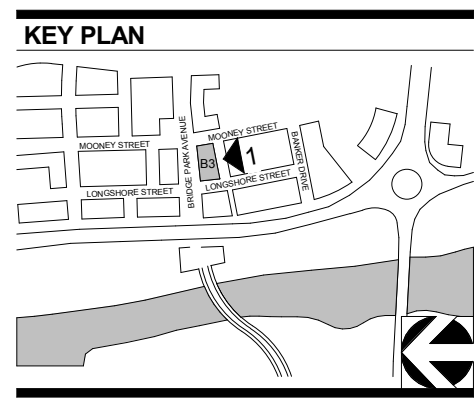 KEY PLAN
MOONEY STREET
MOONEY STREET
BRIDGE PARK AVENUE
B3
1
BANKER DRIVE
LONGSHORE STREET
LONGSHORE STREET